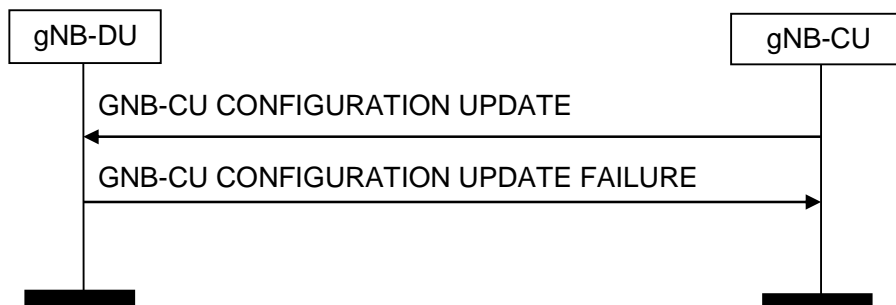 gNB-DU
gNB-CU
GNB-CU CONFIGURATION UPDATE
GNB-CU CONFIGURATION UPDATE FAILURE